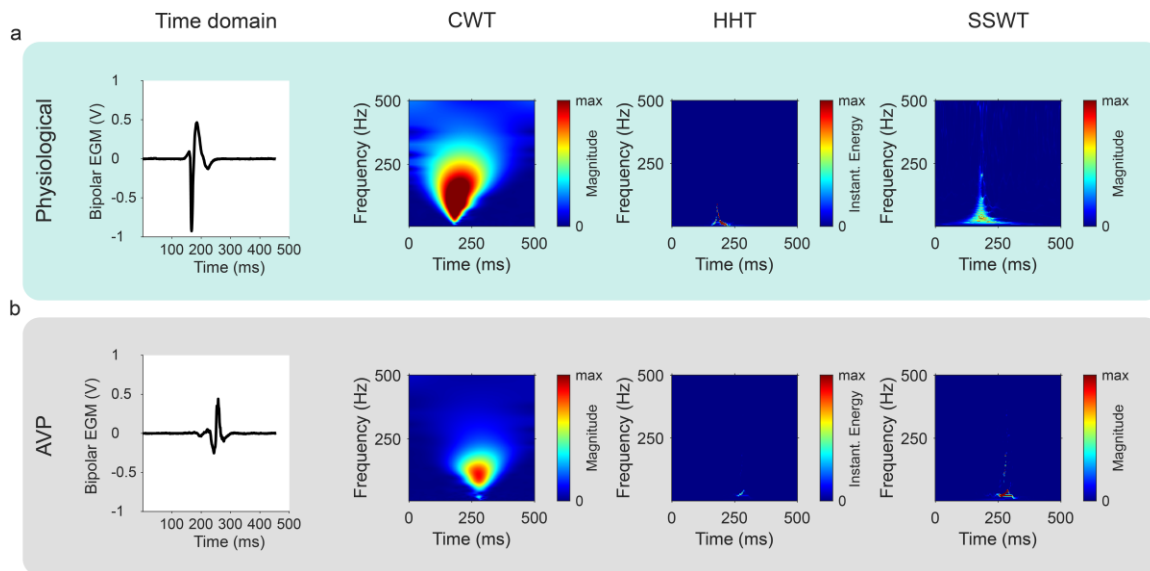 Time domain
CWT
HHT
SSWT
a
Physiological
Bipolar EGM (V)
1
0.5
0
-0.5
-1
100 200 300 400 500
Time (ms)
Frequency (Hz)
500
250
0 250 500
Time (ms)
max
0
Magnitude
Frequency (Hz)
500
250
0 250 500
Time (ms)
max
0
Instant. Energy
Frequency (Hz)
500
250
0 250 500
Time (ms)
max
0
Magnitude
b
AVP
Bipolar EGM (V)
1
0.5
0
-0.5
-1
100 200 300 400 500
Time (ms)
Frequency (Hz)
500
250
0 250 500
Time (ms)
max
0
Magnitude
Frequency (Hz)
500
250
0 250 500
Time (ms)
max
0
Instant. Energy
Frequency (Hz)
500
250
0 250 500
Time (ms)
max
0
Magnitude